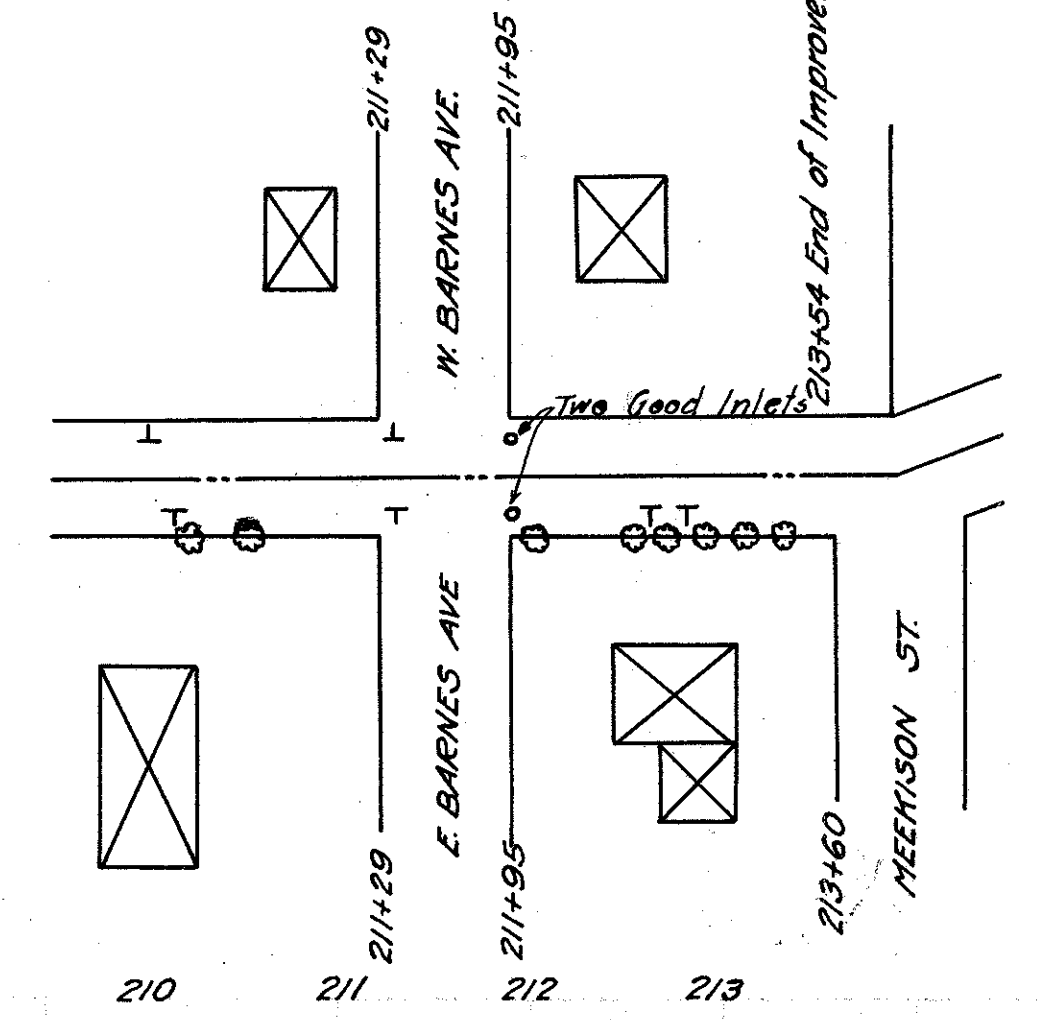 211+29
W. BARNES AVE.
211+95
213+54 End of Improve
Two Good Inlets
E. BARNES AVE
MEEKISON ST.
211+29
211+95
213+60
210 211 212 213